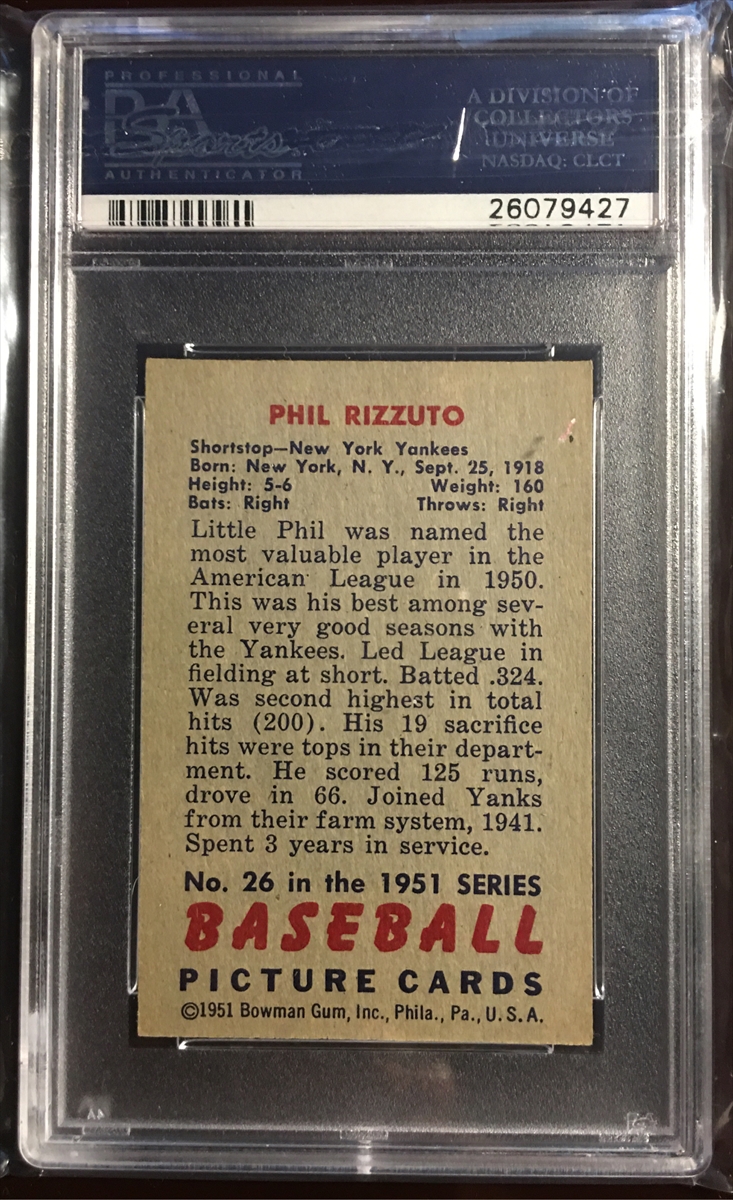 PROFESSIONAL
PSA
Sports
AUTHENTICATOR
A DIVISION OF
COLLECTORS
UNIVERSE
NASDAQ: CLCT
26079427
PHIL RIZZUTO
Shortstop—New York Yankees
Born: New York, N. Y., Sept. 25, 1918
Height: 5-6 Weight: 160
Bats: Right Throws: Right
Little Phil was named the
most valuable player in the
American League in 1950.
This was his best among sev-
eral very good seasons with
the Yankees. Led League in
fielding at short. Batted .324.
Was second highest in total
hits (200). His 19 sacrifice
hits were tops in their depart-
ment. He scored 125 runs,
drove in 66. Joined Yanks
from their farm system, 1941.
Spent 3 years in service.
No. 26 in the 1951 SERIES
BASEBALL
PICTURE CARDS
©1951 Bowman Gum, Inc., Phila., Pa., U. S. A.